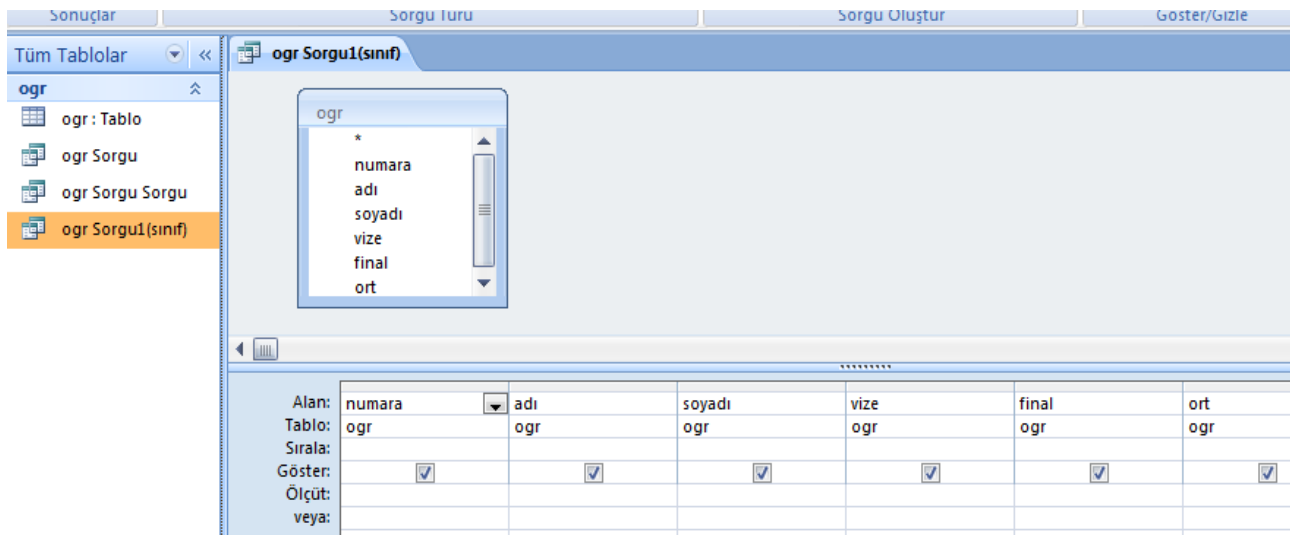 Sonuçlar Sorgu Türü Sorgu Oluştur Göster/Gizle
Tüm Tablolar
ogr
ogr : Tablo
ogr Sorgu
ogr Sorgu Sorgu
ogr Sorgu1(sınıf)
ogr Sorgu1(sınıf)
ogr
*
numara
adı
soyadı
vize
final
ort
Alan: numara adı soyadı vize final ort
Tablo: ogr ogr ogr ogr ogr ogr
Sırala:
Göster:
Ölçüt:
veya: